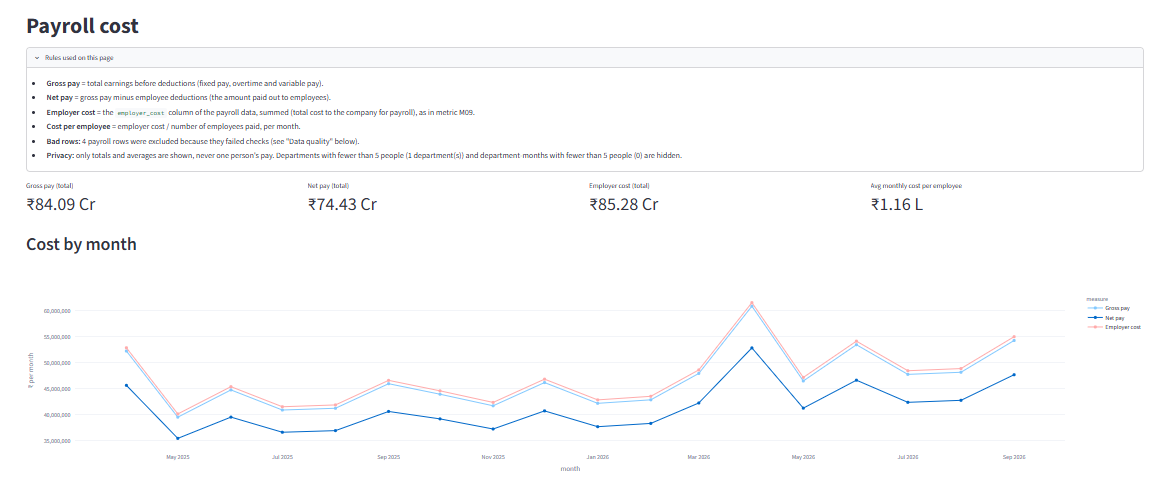 Payroll cost
Rules used on this page
Gross pay = total earnings before deductions (fixed pay, overtime and variable pay).
Net pay = gross pay minus employee deductions (the amount paid out to employees).
Employer cost = the employer_cost column of the payroll data, summed (total cost to the company for payroll), as in metric M09.
Cost per employee = employer cost / number of employees paid, per month.
Bad rows: 4 payroll rows were excluded because they failed checks (see "Data quality" below).
Privacy: only totals and averages are shown, never one person's pay. Departments with fewer than 5 people (1 department(s)) and department-months with fewer than 5 people (0) are hidden.
Gross pay (total)
₹84.09 Cr
Net pay (total)
₹74.43 Cr
Employer cost (total)
₹85.28 Cr
Avg monthly cost per employee
₹1.16 L
Cost by month
measure
Gross pay
Net pay
Employer cost
₹ per month
60,000,000
55,000,000
50,000,000
45,000,000
40,000,000
35,000,000
May 2025
Jul 2025
Sep 2025
Nov 2025
Jan 2026
Mar 2026
May 2026
Jul 2026
Sep 2026
month